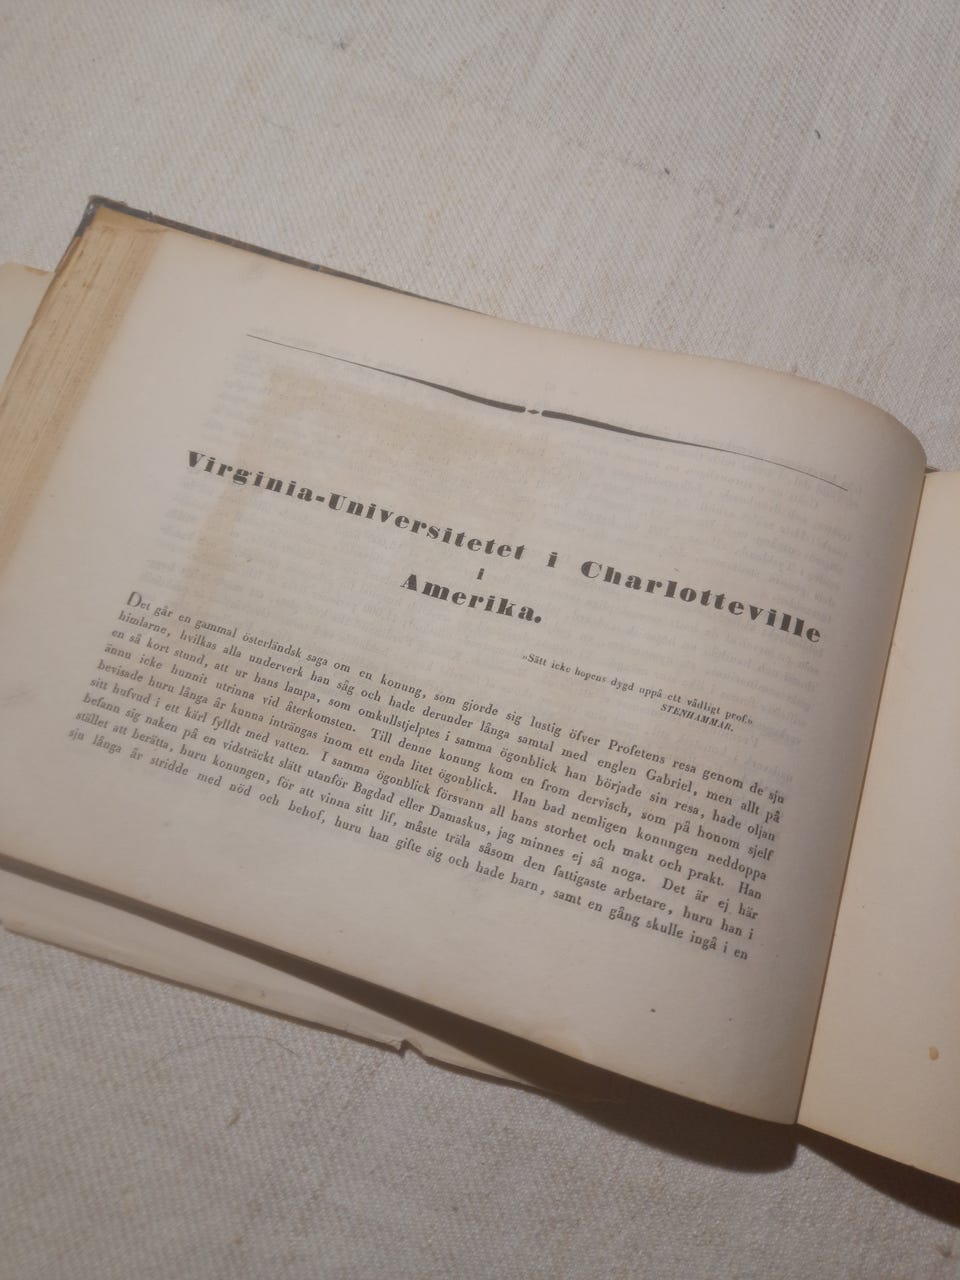 Virginia-Universitetet i Charlotteville
i
Amerika.
»Sätt icke hopens dygd uppå ett vådligt prof.»
STENHAMMAR.
Det går en gammal österländsk saga om en konung, som gjorde sig lustig öfver Profetens resa genom de sju
himlarne, hvilkas alla underverk han såg och hade derunder långa samtal med englen Gabriel, men allt på
en så kort stund, att ur hans lampa, som omkullstjelptes i samma ögonblick han började sin resa, hade oljan
ännu icke hunnit utrinna vid återkomsten. Till denne konung kom en from dervisch, som på honom sjelf
bevisade huru långa år kunna inträngas inom ett enda litet ögonblick. Han bad nemligen konungen neddoppa
sitt hufvud i ett kärl fylldt med vatten. I samma ögonblick försvann all hans storhet och makt och prakt. Han
befann sig naken på en vidsträckt slätt utanför Bagdad eller Damaskus, jag minnes ej så noga. Det är ej här
stället att berätta, huru konungen, för att vinna sitt lif, måste träla såsom den fattigaste arbetare, huru han i
sju långa år stridde med nöd och behof, huru han gifte sig och hade barn, samt en gång skulle ingå i en